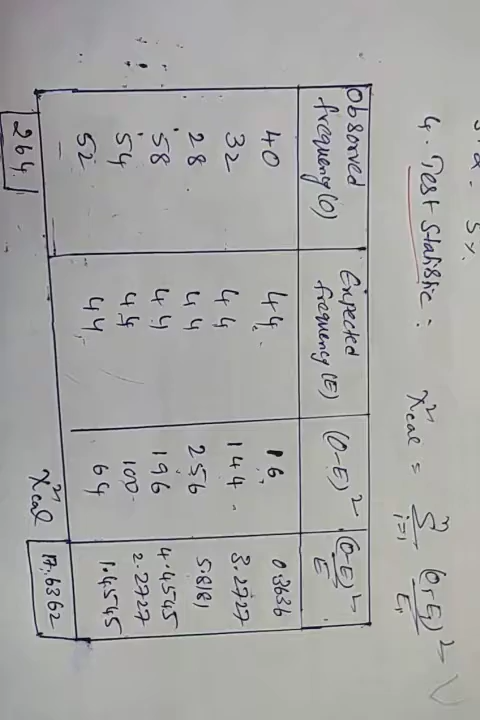 5%.
4. Test Statistic : χ²cal = Σ (Oᵢ-Eᵢ)²
n
i=1
Eᵢ
Observed frequency(O) Expected frequency(E) (O-E)² (O-E)²/E
40 44 16 0.3636
32 44 144 3.2727
28 44 256 5.8181
58 44 196 4.4545
54 44 100 2.2727
52 44 64 1.4545
264 χ²cal 17.6362